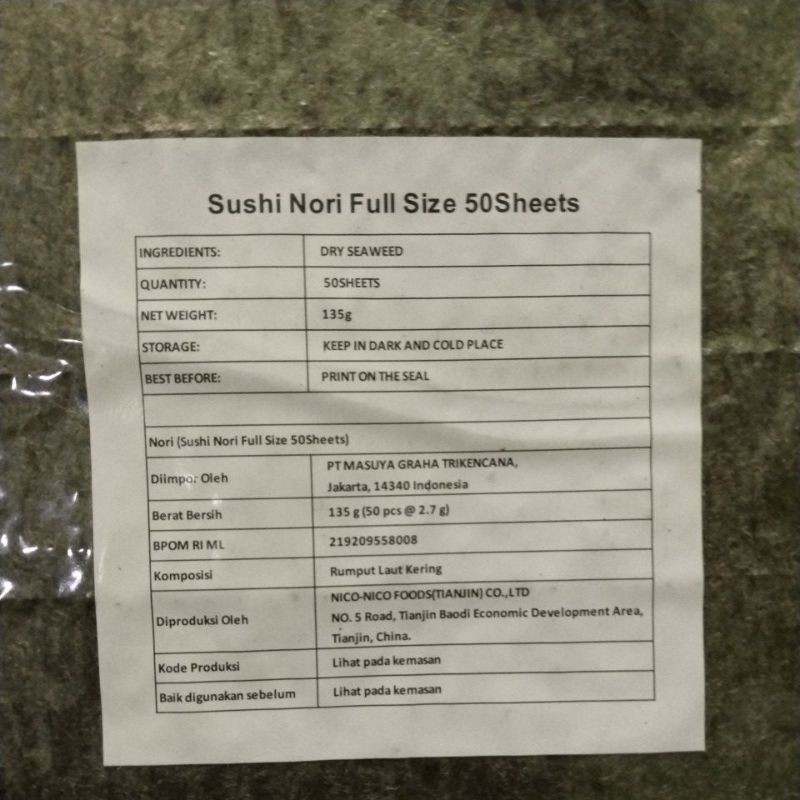 Sushi Nori Full Size 50Sheets
INGREDIENTS: DRY SEAWEED
QUANTITY: 50SHEETS
NET WEIGHT: 135g
STORAGE: KEEP IN DARK AND COLD PLACE
BEST BEFORE: PRINT ON THE SEAL
Nori (Sushi Nori Full Size 50Sheets)
Diimpor Oleh PT MASUYA GRAHA TRIKENCANA,
Jakarta, 14340 Indonesia
Berat Bersih 135 g (50 pcs @ 2.7 g)
BPOM RI ML 219209558008
Komposisi Rumput Laut Kering
Diproduksi Oleh NICO-NICO FOODS(TIANJIN) CO.,LTD
NO. 5 Road, Tianjin Baodi Economic Development Area,
Tianjin, China.
Kode Produksi Lihat pada kemasan
Baik digunakan sebelum Lihat pada kemasan